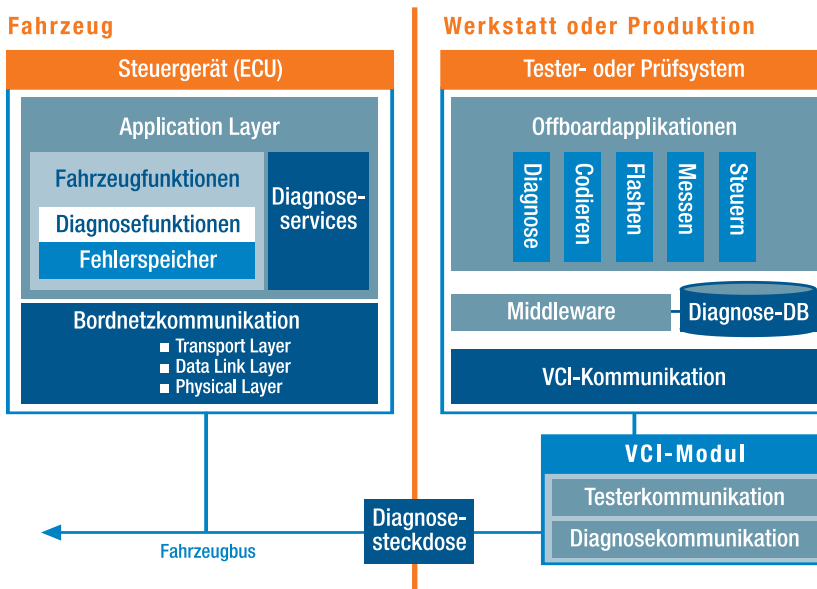 Fahrzeug
Steuergerät (ECU)
Application Layer
Fahrzeugfunktionen
Diagnosefunktionen
Fehlerspeicher
Diagnose-
services
Bordnetzkommunikation
Transport Layer
Data Link Layer
Physical Layer
Fahrzeugbus
Diagnose-
steckdose
Werkstatt oder Produktion
Tester- oder Prüfsystem
Offboardapplikationen
Diagnose
Codieren
Flashen
Messen
Steuern
Middleware
Diagnose-DB
VCI-Kommunikation
VCI-Modul
Testerkommunikation
Diagnosekommunikation